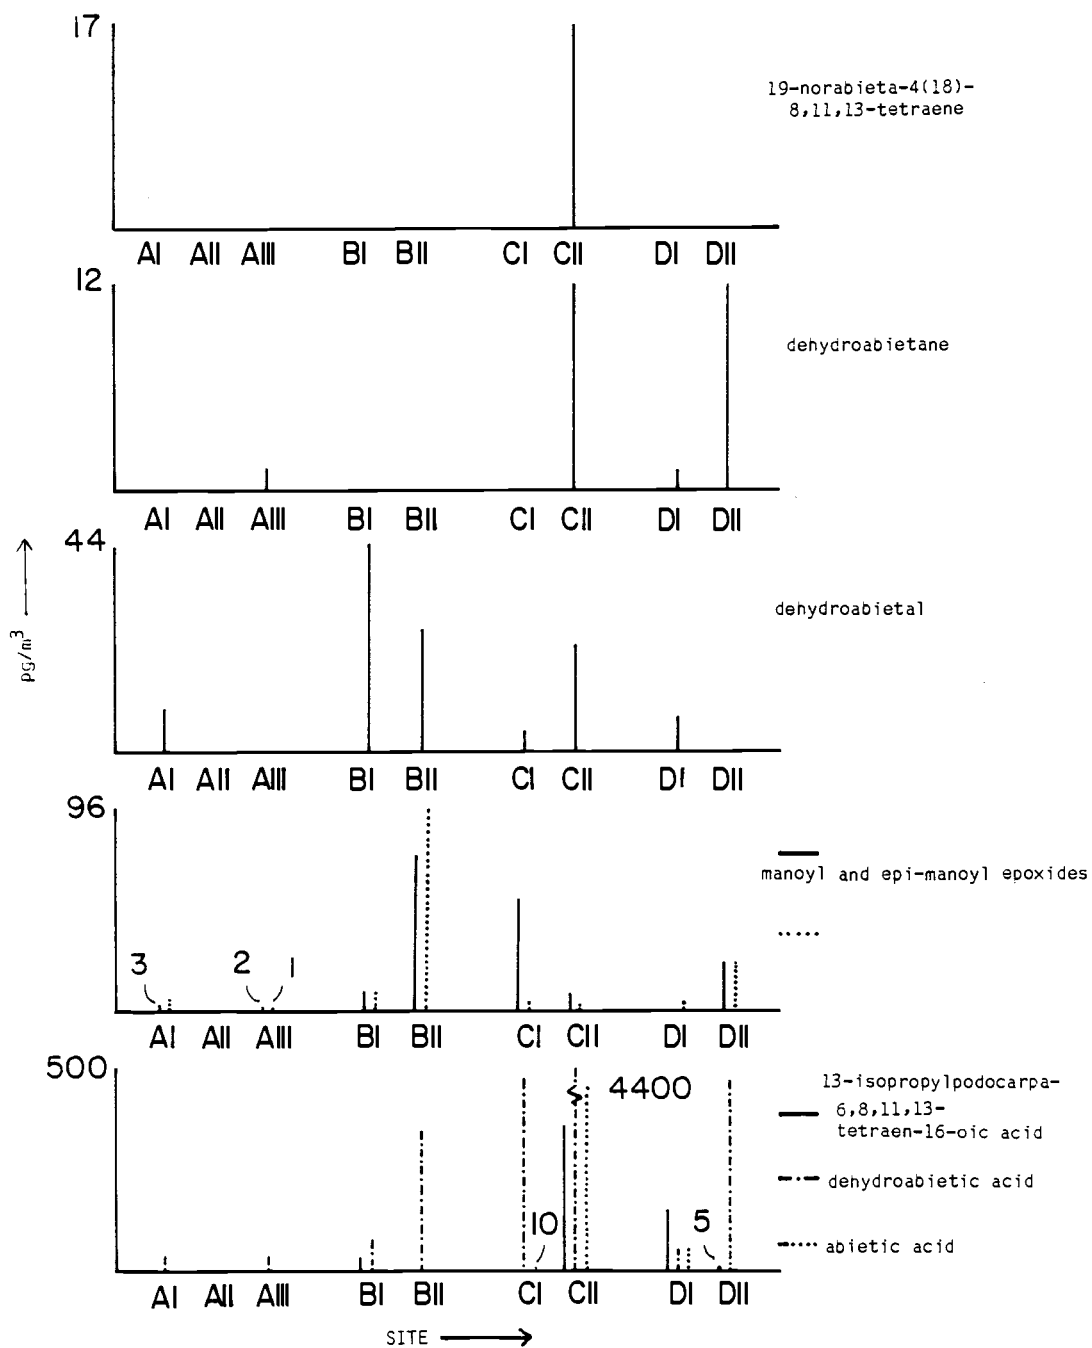 17
19-norabieta-4(18)-
8,11,13-tetraene
AI AII AIII BI BII CI CII DI DII
12
dehydroabietane
AI AII AIII BI BII CI CII DI DII
44
dehydroabietal
pg/m³
AI AII AIII BI BII CI CII DI DII
96
manoyl and epi-manoyl epoxides
3 2 1
AI AII AIII BI BII CI CII DI DII
500
4400
13-isopropylpodocarpa-
6,8,11,13-
tetraen-16-oic acid
dehydroabietic acid
10 5
abietic acid
AI AII AIII BI BII CI CII DI DII
SITE